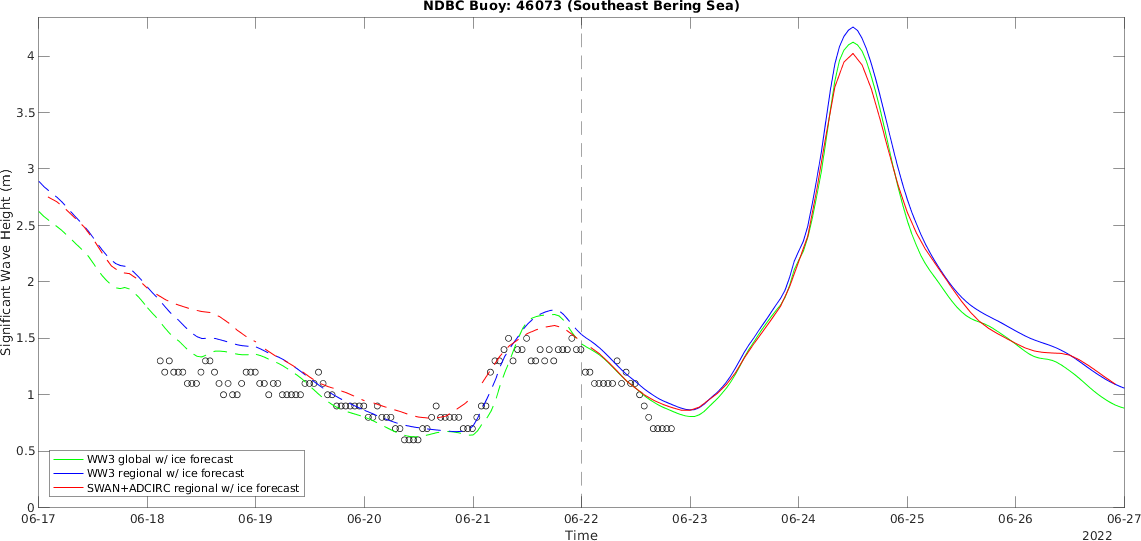 NDBC Buoy: 46073 (Southeast Bering Sea)
Significant Wave Height (m)
4
3.5
3
2.5
2
1.5
1
0.5
0
WW3 global w/ ice forecast
WW3 regional w/ ice forecast
SWAN+ADCIRC regional w/ ice forecast
06-17 06-18 06-19 06-20 06-21 06-22 06-23 06-24 06-25 06-26 06-27
Time
2022